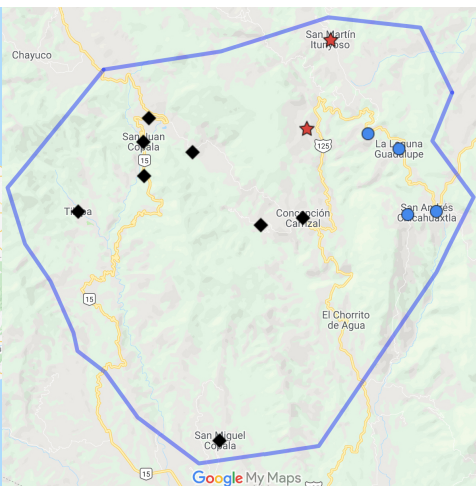 San Martín
Itunyoso
Chayuco
San Juan
Copala
15
125
La Laguna
Guadalupe
Concepción
Carrizal
San Andrés
Chicahuaxtla
15
El Chorrito
de Agua
San Miguel
Copala
15
Google My Maps